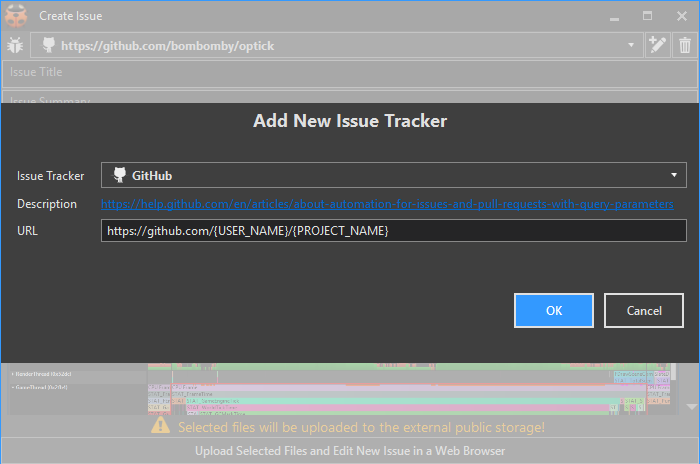 Create Issue
https://github.com/bombomby/optick
Issue Title
Issue Summary
Add New Issue Tracker
Issue Tracker GitHub
Description https://help.github.com/en/articles/about-automation-for-issues-and-pull-requests-with-query-parameters
URL https://github.com/{USER_NAME}/{PROJECT_NAME}
OK Cancel
Selected files will be uploaded to the external public storage!
Upload Selected Files and Edit New Issue in a Web Browser